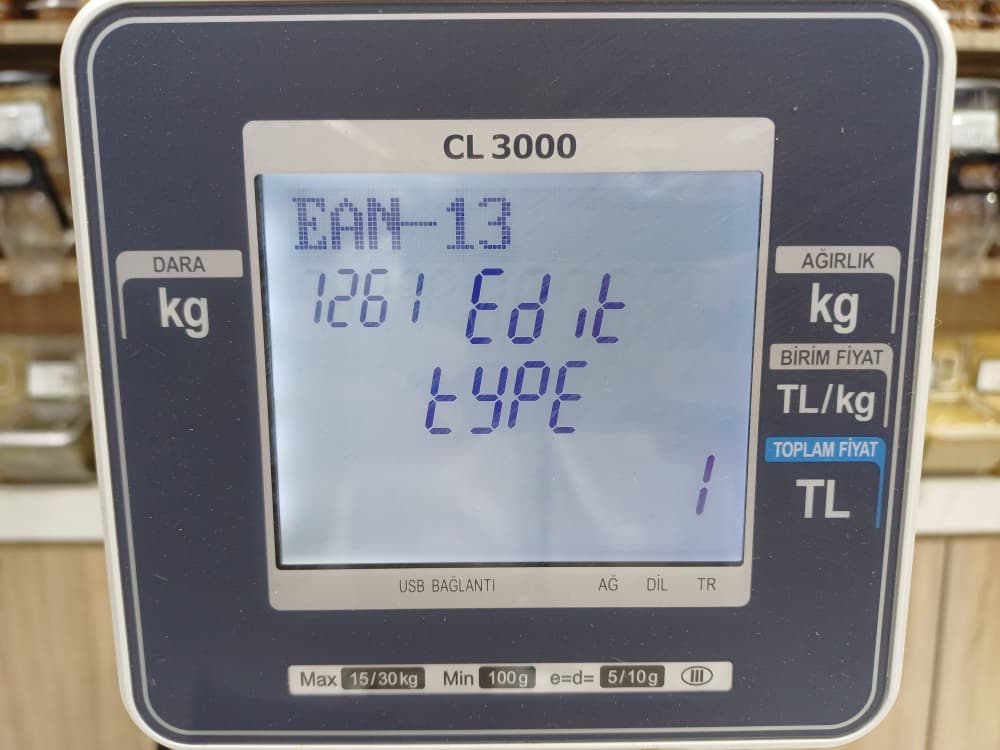 CL 3000
EAN-13
1261 Edit
tYPE
1
DARA
kg
AĞIRLIK
kg
BİRİM FİYAT
TL/kg
TOPLAM FİYAT
TL
USB BAĞLANTI AĞ DİL TR
Max 15/30kg Min 100g e=d= 5/10g III